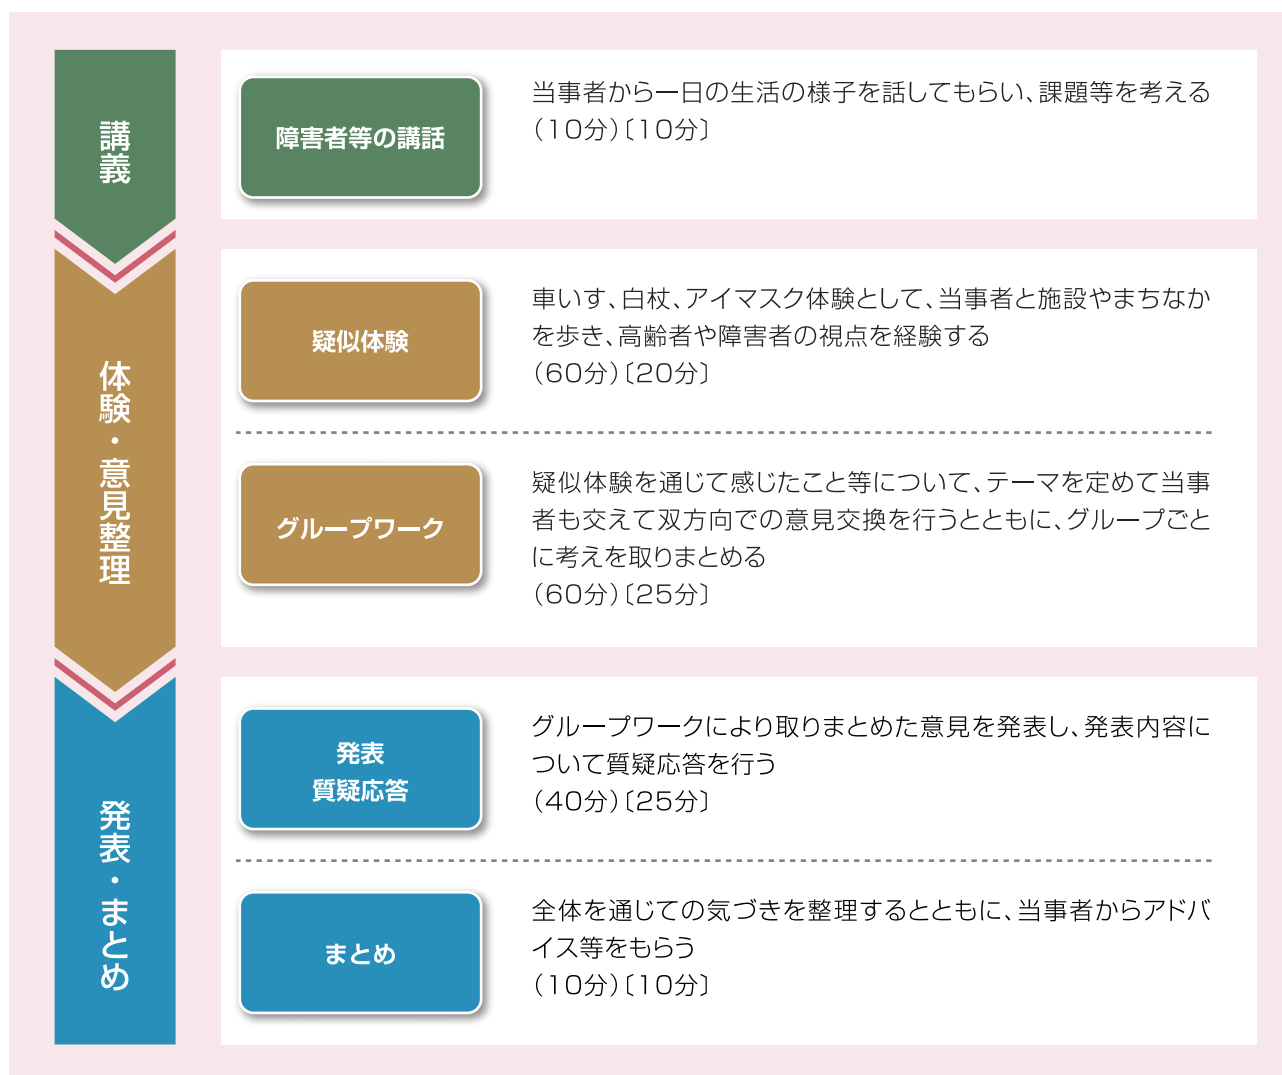 講義
障害者等の講話
当事者から一日の生活の様子を話してもらい、課題等を考える
（10分）〔10分〕
体験・意見整理
疑似体験
車いす、白杖、アイマスク体験として、当事者と施設やまちなか
を歩き、高齢者や障害者の視点を経験する
（60分）〔20分〕
グループワーク
疑似体験を通じて感じたこと等について、テーマを定めて当事
者も交えて双方向での意見交換を行うとともに、グループごと
に考えを取りまとめる
（60分）〔25分〕
発表・まとめ
発表
質疑応答
グループワークにより取りまとめた意見を発表し、発表内容に
ついて質疑応答を行う
（40分）〔25分〕
まとめ
全体を通じての気づきを整理するとともに、当事者からアドバ
イス等をもらう
（10分）〔10分〕